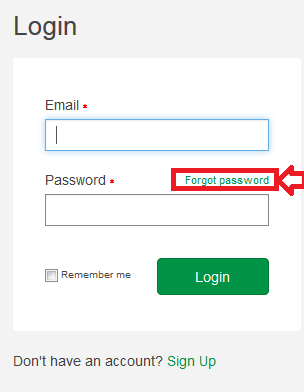 Login
Email *
Password * Forgot password
Remember me Login
Don't have an account? Sign Up